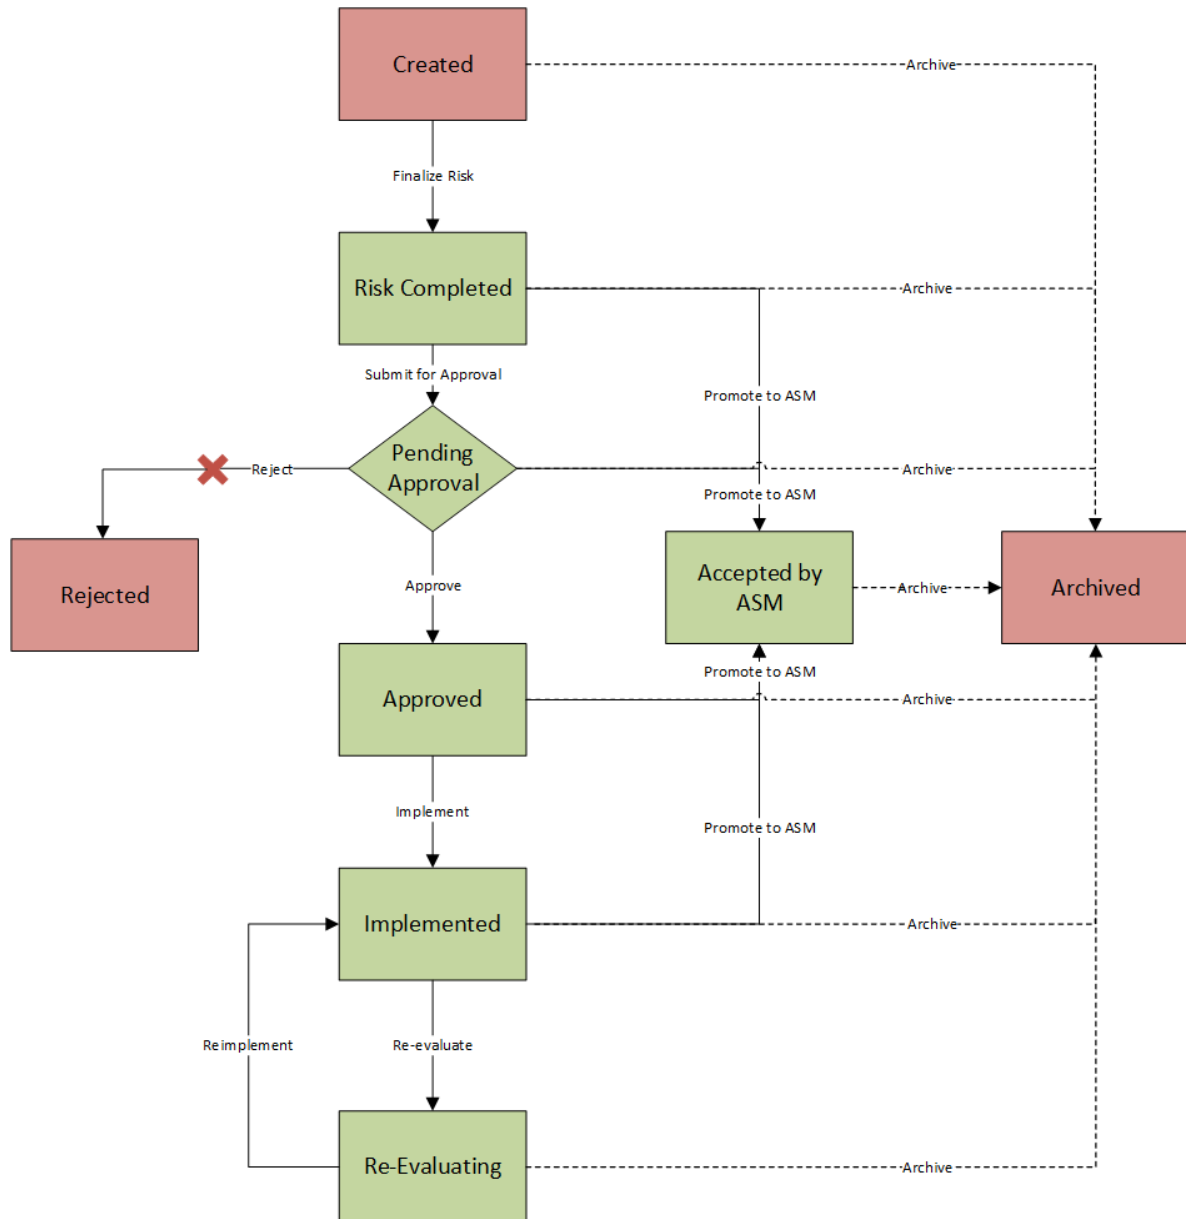 Created
Archive
Finalize Risk
Risk Completed
Archive
Submit for Approval
Promote to ASM
Pending
Approval
Reject
Archive
Promote to ASM
Rejected
Approve
Accepted by
ASM
Archive
Archived
Promote to ASM
Approved
Archive
Implement
Promote to ASM
Implemented
Archive
Reimplement
Re-evaluate
Re-Evaluating
Archive